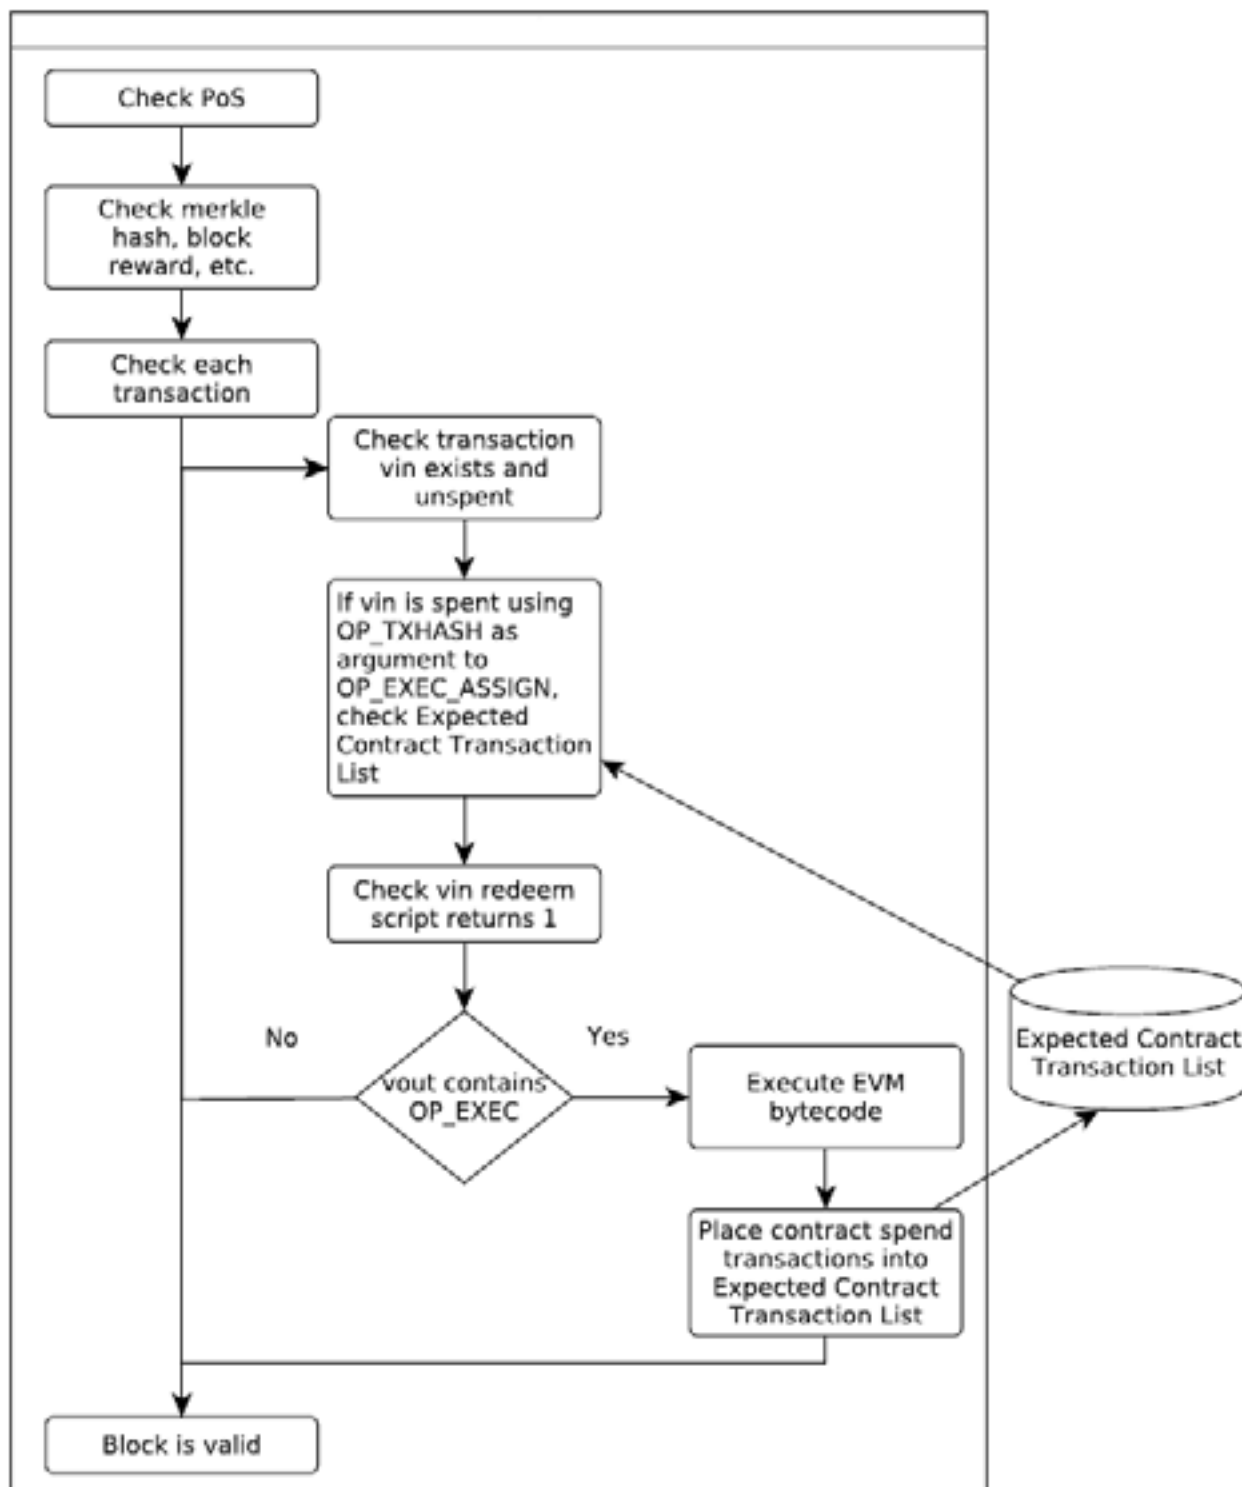 Check PoS
Check merkle
hash, block
reward, etc.
Check each
transaction
Check transaction
vin exists and
unspent
If vin is spent using
OP_TXHASH as
argument to
OP_EXEC_ASSIGN,
check Expected
Contract Transaction
List
Check vin redeem
script returns 1
No
Yes
vout contains
OP_EXEC
Execute EVM
bytecode
Expected Contract
Transaction List
Place contract spend
transactions into
Expected Contract
Transaction List
Block is valid